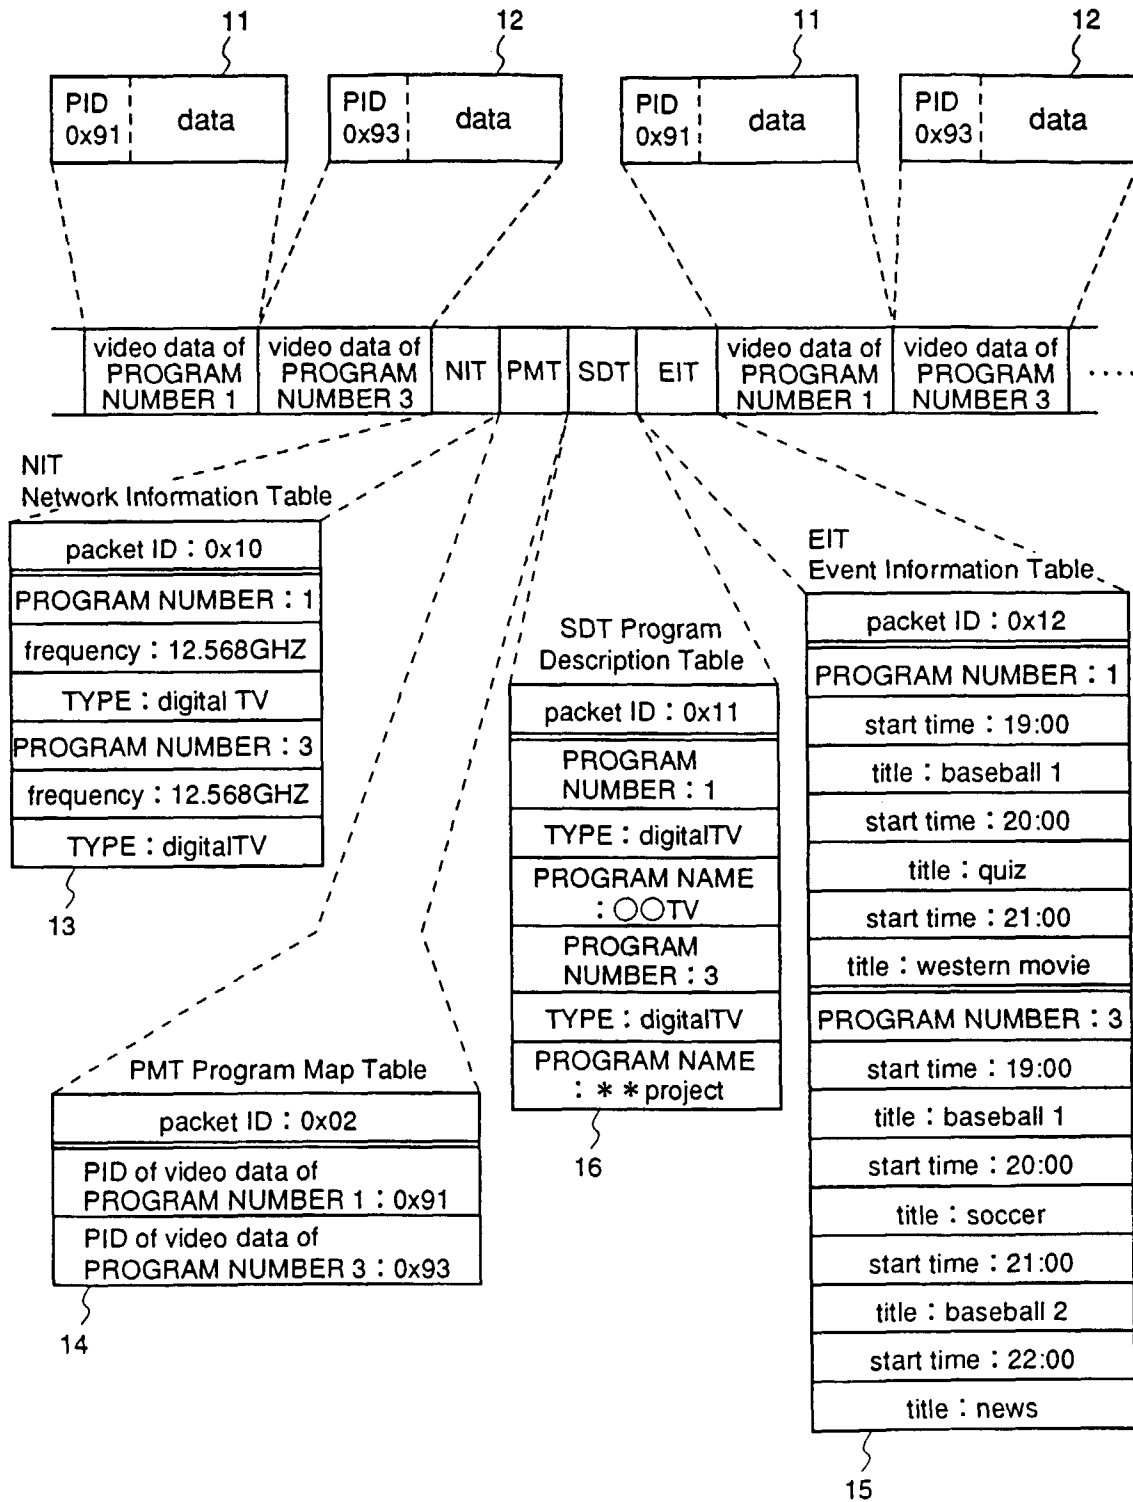 11
12
11
12
PID
0x91
data
PID
0x93
data
PID
0x91
data
PID
0x93
data
video data of
PROGRAM
NUMBER 1
video data of
PROGRAM
NUMBER 3
NIT
PMT
SDT
EIT
video data of
PROGRAM
NUMBER 1
video data of
PROGRAM
NUMBER 3
....
NIT
Network Information Table
packet ID : 0x10
PROGRAM NUMBER : 1
frequency : 12.568GHZ
TYPE : digital TV
PROGRAM NUMBER : 3
frequency : 12.568GHZ
TYPE : digitalTV
13
PMT Program Map Table
packet ID : 0x02
PID of video data of
PROGRAM NUMBER 1 : 0x91
PID of video data of
PROGRAM NUMBER 3 : 0x93
14
SDT Program
Description Table
packet ID : 0x11
PROGRAM
NUMBER : 1
TYPE : digitalTV
PROGRAM NAME
: ○○TV
PROGRAM
NUMBER : 3
TYPE : digitalTV
PROGRAM NAME
: ＊＊project
16
EIT
Event Information Table
packet ID : 0x12
PROGRAM NUMBER : 1
start time : 19:00
title : baseball 1
start time : 20:00
title : quiz
start time : 21:00
title : western movie
PROGRAM NUMBER : 3
start time : 19:00
title : baseball 1
start time : 20:00
title : soccer
start time : 21:00
title : baseball 2
start time : 22:00
title : news
15